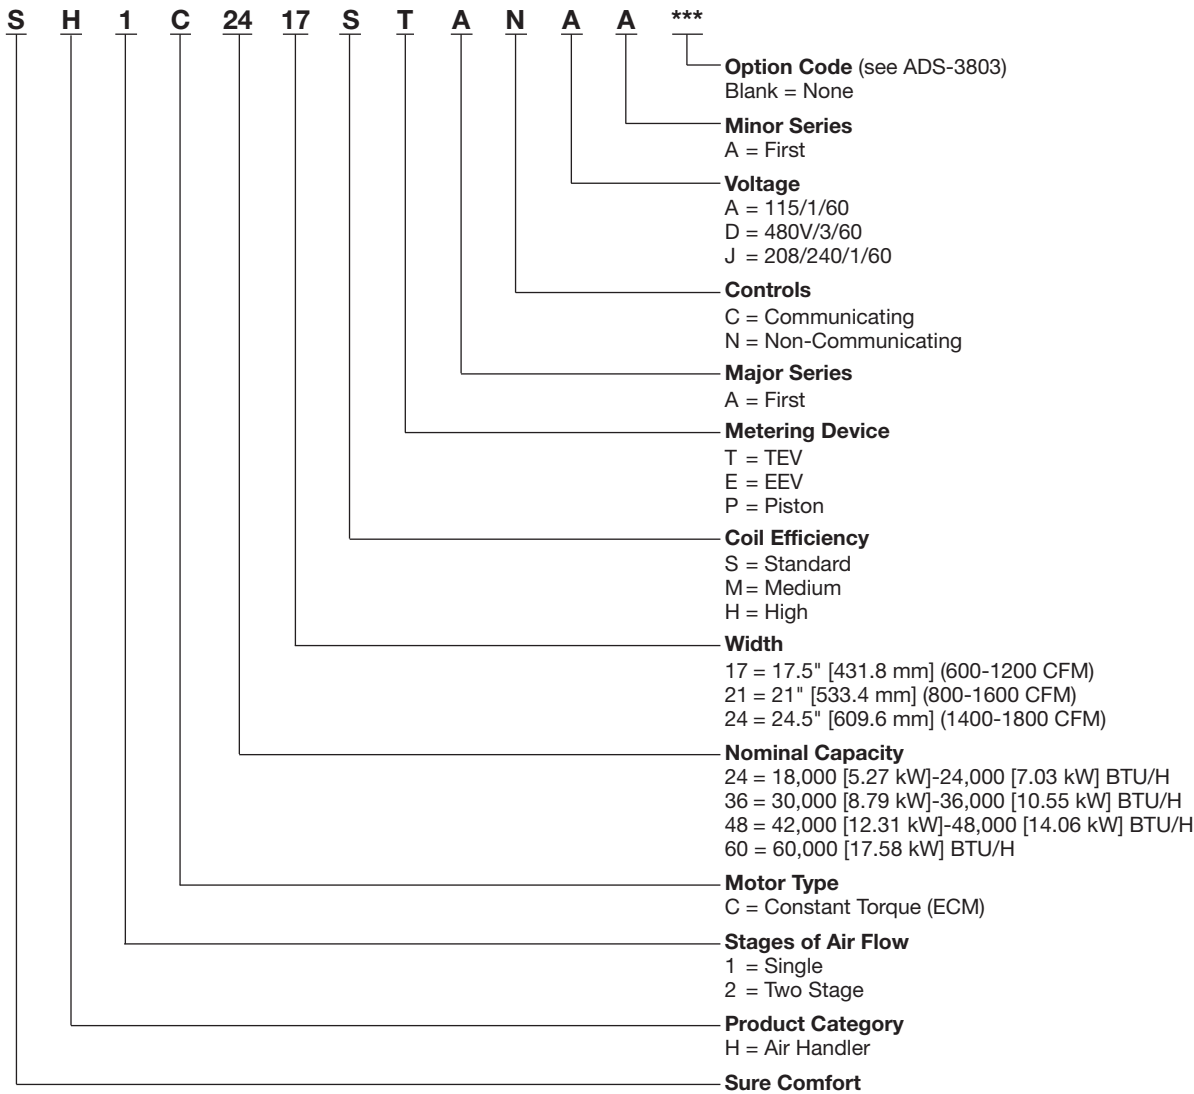 S H 1 C 24 17 S T A N A A ***
Option Code (see ADS-3803)
Blank = None
Minor Series
A = First
Voltage
A = 115/1/60
D = 480V/3/60
J = 208/240/1/60
Controls
C = Communicating
N = Non-Communicating
Major Series
A = First
Metering Device
T = TEV
E = EEV
P = Piston
Coil Efficiency
S = Standard
M = Medium
H = High
Width
17 = 17.5" [431.8 mm] (600-1200 CFM)
21 = 21" [533.4 mm] (800-1600 CFM)
24 = 24.5" [609.6 mm] (1400-1800 CFM)
Nominal Capacity
24 = 18,000 [5.27 kW]-24,000 [7.03 kW] BTU/H
36 = 30,000 [8.79 kW]-36,000 [10.55 kW] BTU/H
48 = 42,000 [12.31 kW]-48,000 [14.06 kW] BTU/H
60 = 60,000 [17.58 kW] BTU/H
Motor Type
C = Constant Torque (ECM)
Stages of Air Flow
1 = Single
2 = Two Stage
Product Category
H = Air Handler
Sure Comfort